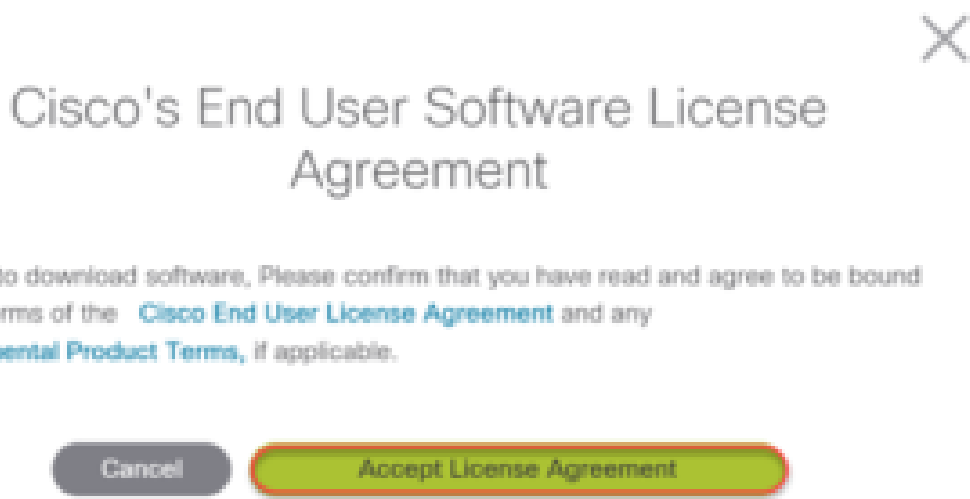 Cisco's End User Software License
Agreement
to download software, Please confirm that you have read and agree to be bound
rms of the Cisco End User License Agreement and any
ental Product Terms, if applicable.
Cancel
Accept License Agreement